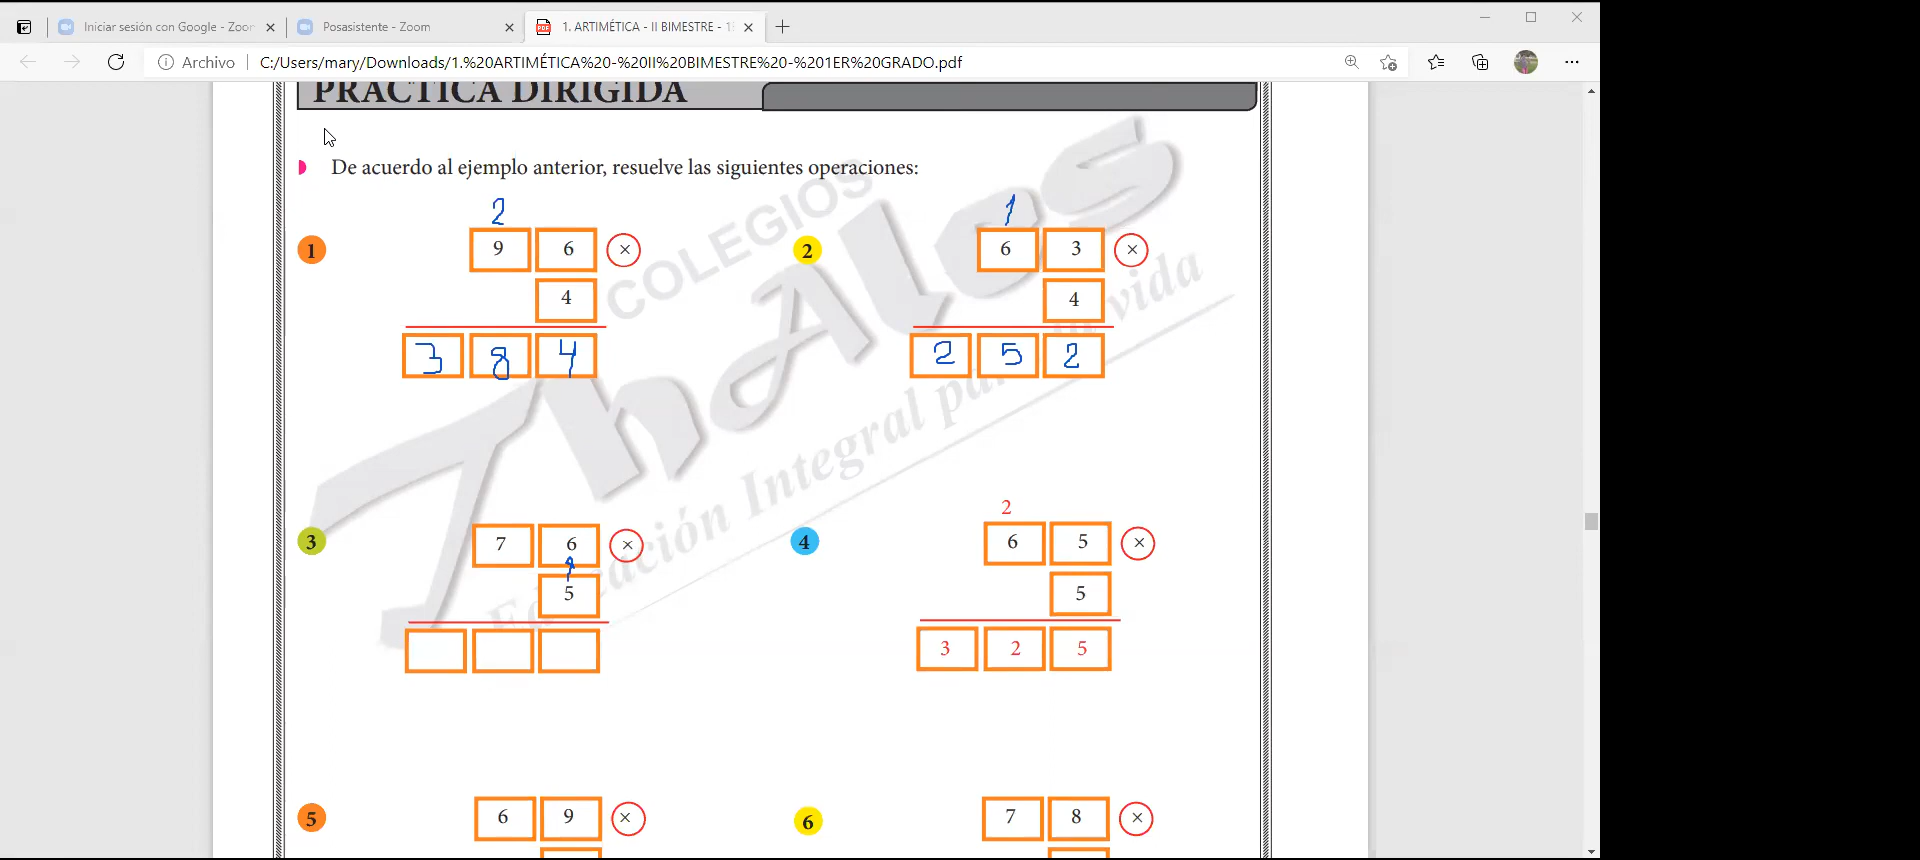 Iniciar sesión con Google - Zoom
Posasistente - Zoom
1. ARTIMÉTICA - II BIMESTRE - 1
Archivo
C:/Users/mary/Downloads/1.%20ARTIMÉTICA%20-%20II%20BIMESTRE%20-%201ER%20GRADO.pdf
PRÁCTICA DIRIGIDA
De acuerdo al ejemplo anterior, resuelve las siguientes operaciones:
COLEGIOS
Thales
Educación Integral para la vida
2
1 9 6 ×
4
3 8 4
1
2 6 3 ×
4
2 5 2
3 7 6 ×
5
2
4 6 5 ×
5
3 2 5
5 6 9 ×
6 7 8 ×